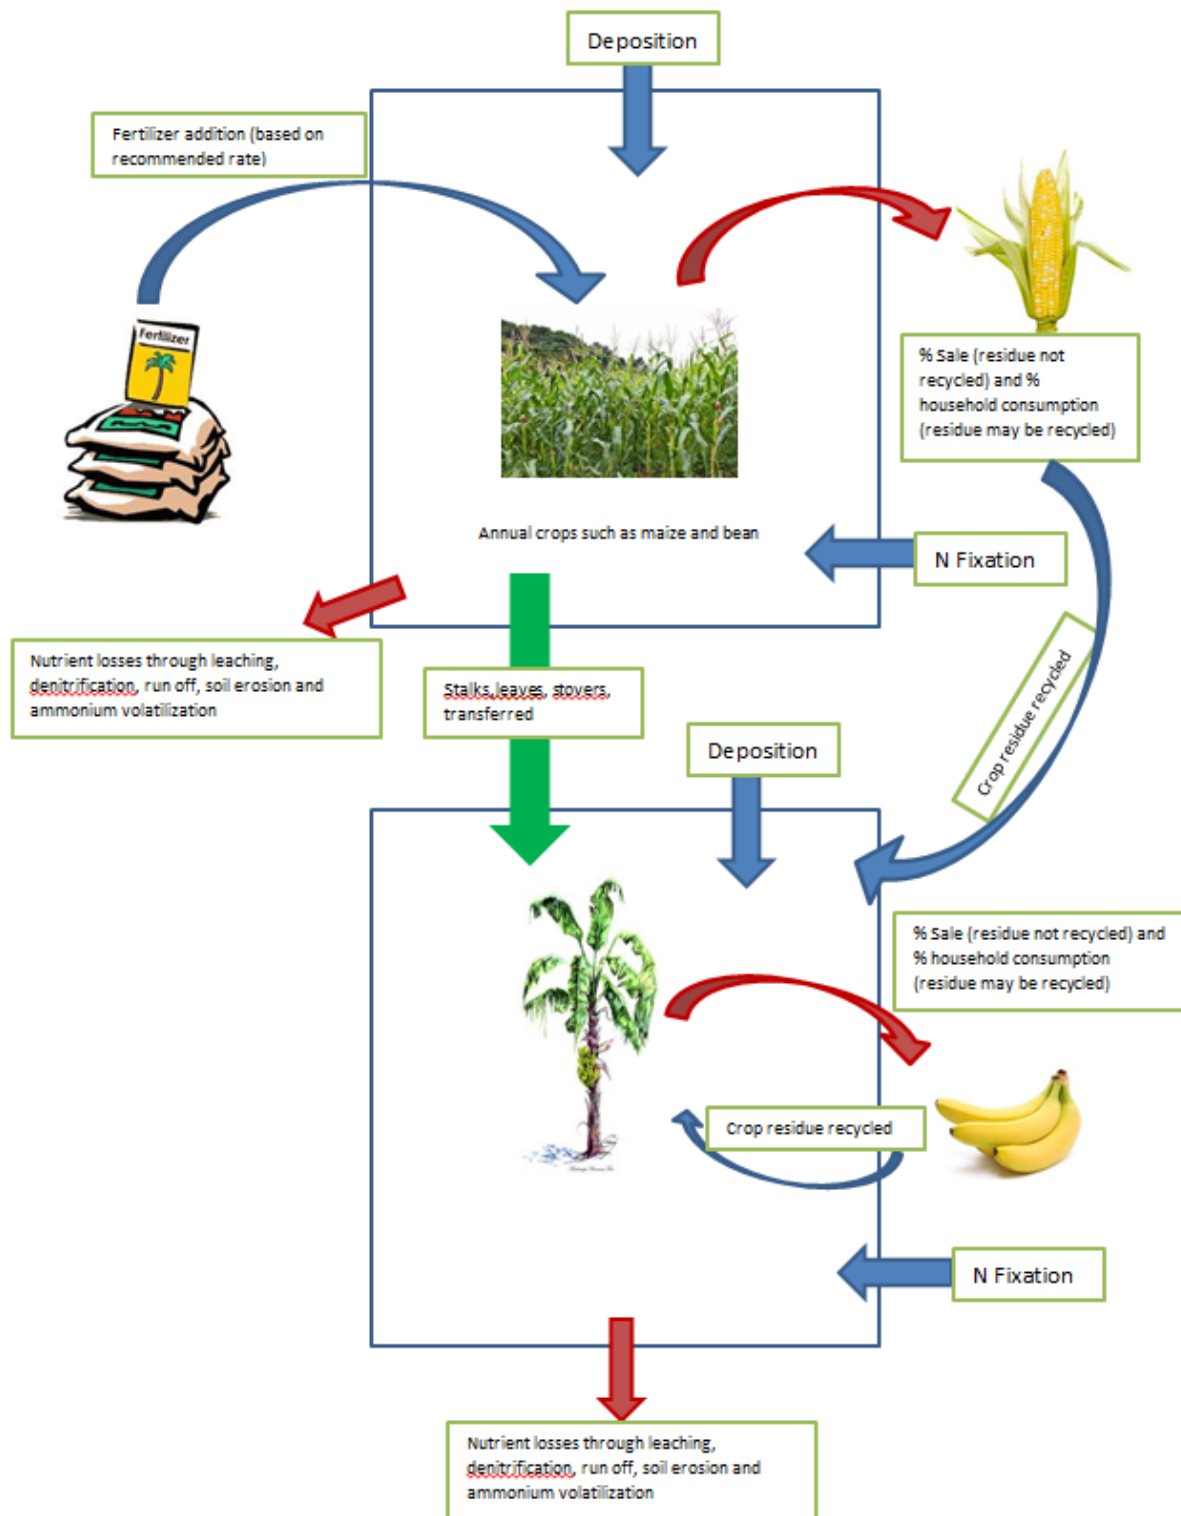 Deposition
Fertilizer addition (based on
recommended rate)
Fertilizer
% Sale (residue not
recycled) and %
household consumption
(residue may be recycled)
Annual crops such as maize and bean
N Fixation
Nutrient losses through leaching,
denitrification, run off, soil erosion and
ammonium volatilization
Stalks,leaves, stovers,
transferred
Crop residue recycled
Deposition
% Sale (residue not recycled) and
% household consumption
(residue may be recycled)
Crop residue recycled
N Fixation
Nutrient losses through leaching,
denitrification, run off, soil erosion and
ammonium volatilization